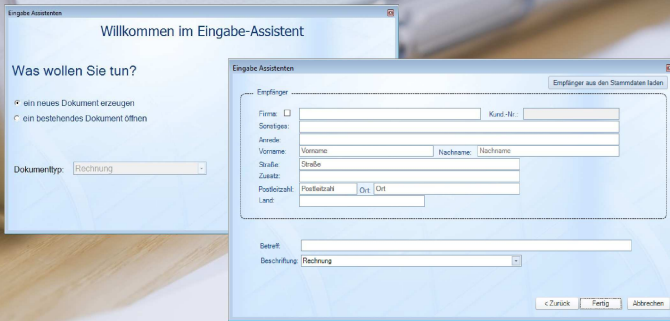 Eingabe Assistenten
Willkommen im Eingabe-Assistent
Was wollen Sie tun?
ein neues Dokument erzeugen
ein bestehendes Dokument öffnen
Dokumenttyp: Rechnung
Eingabe Assistenten
Empfänger aus den Stammdaten laden
Empfänger
Firma: Kund.-Nr.:
Sonstiges:
Anrede:
Vorname: Vorname Nachname: Nachname
Straße: Straße
Zusatz:
Postleitzahl: Postleitzahl Ort: Ort
Land:
Betreff:
Beschriftung: Rechnung
< Zurück Fertig Abbrechen